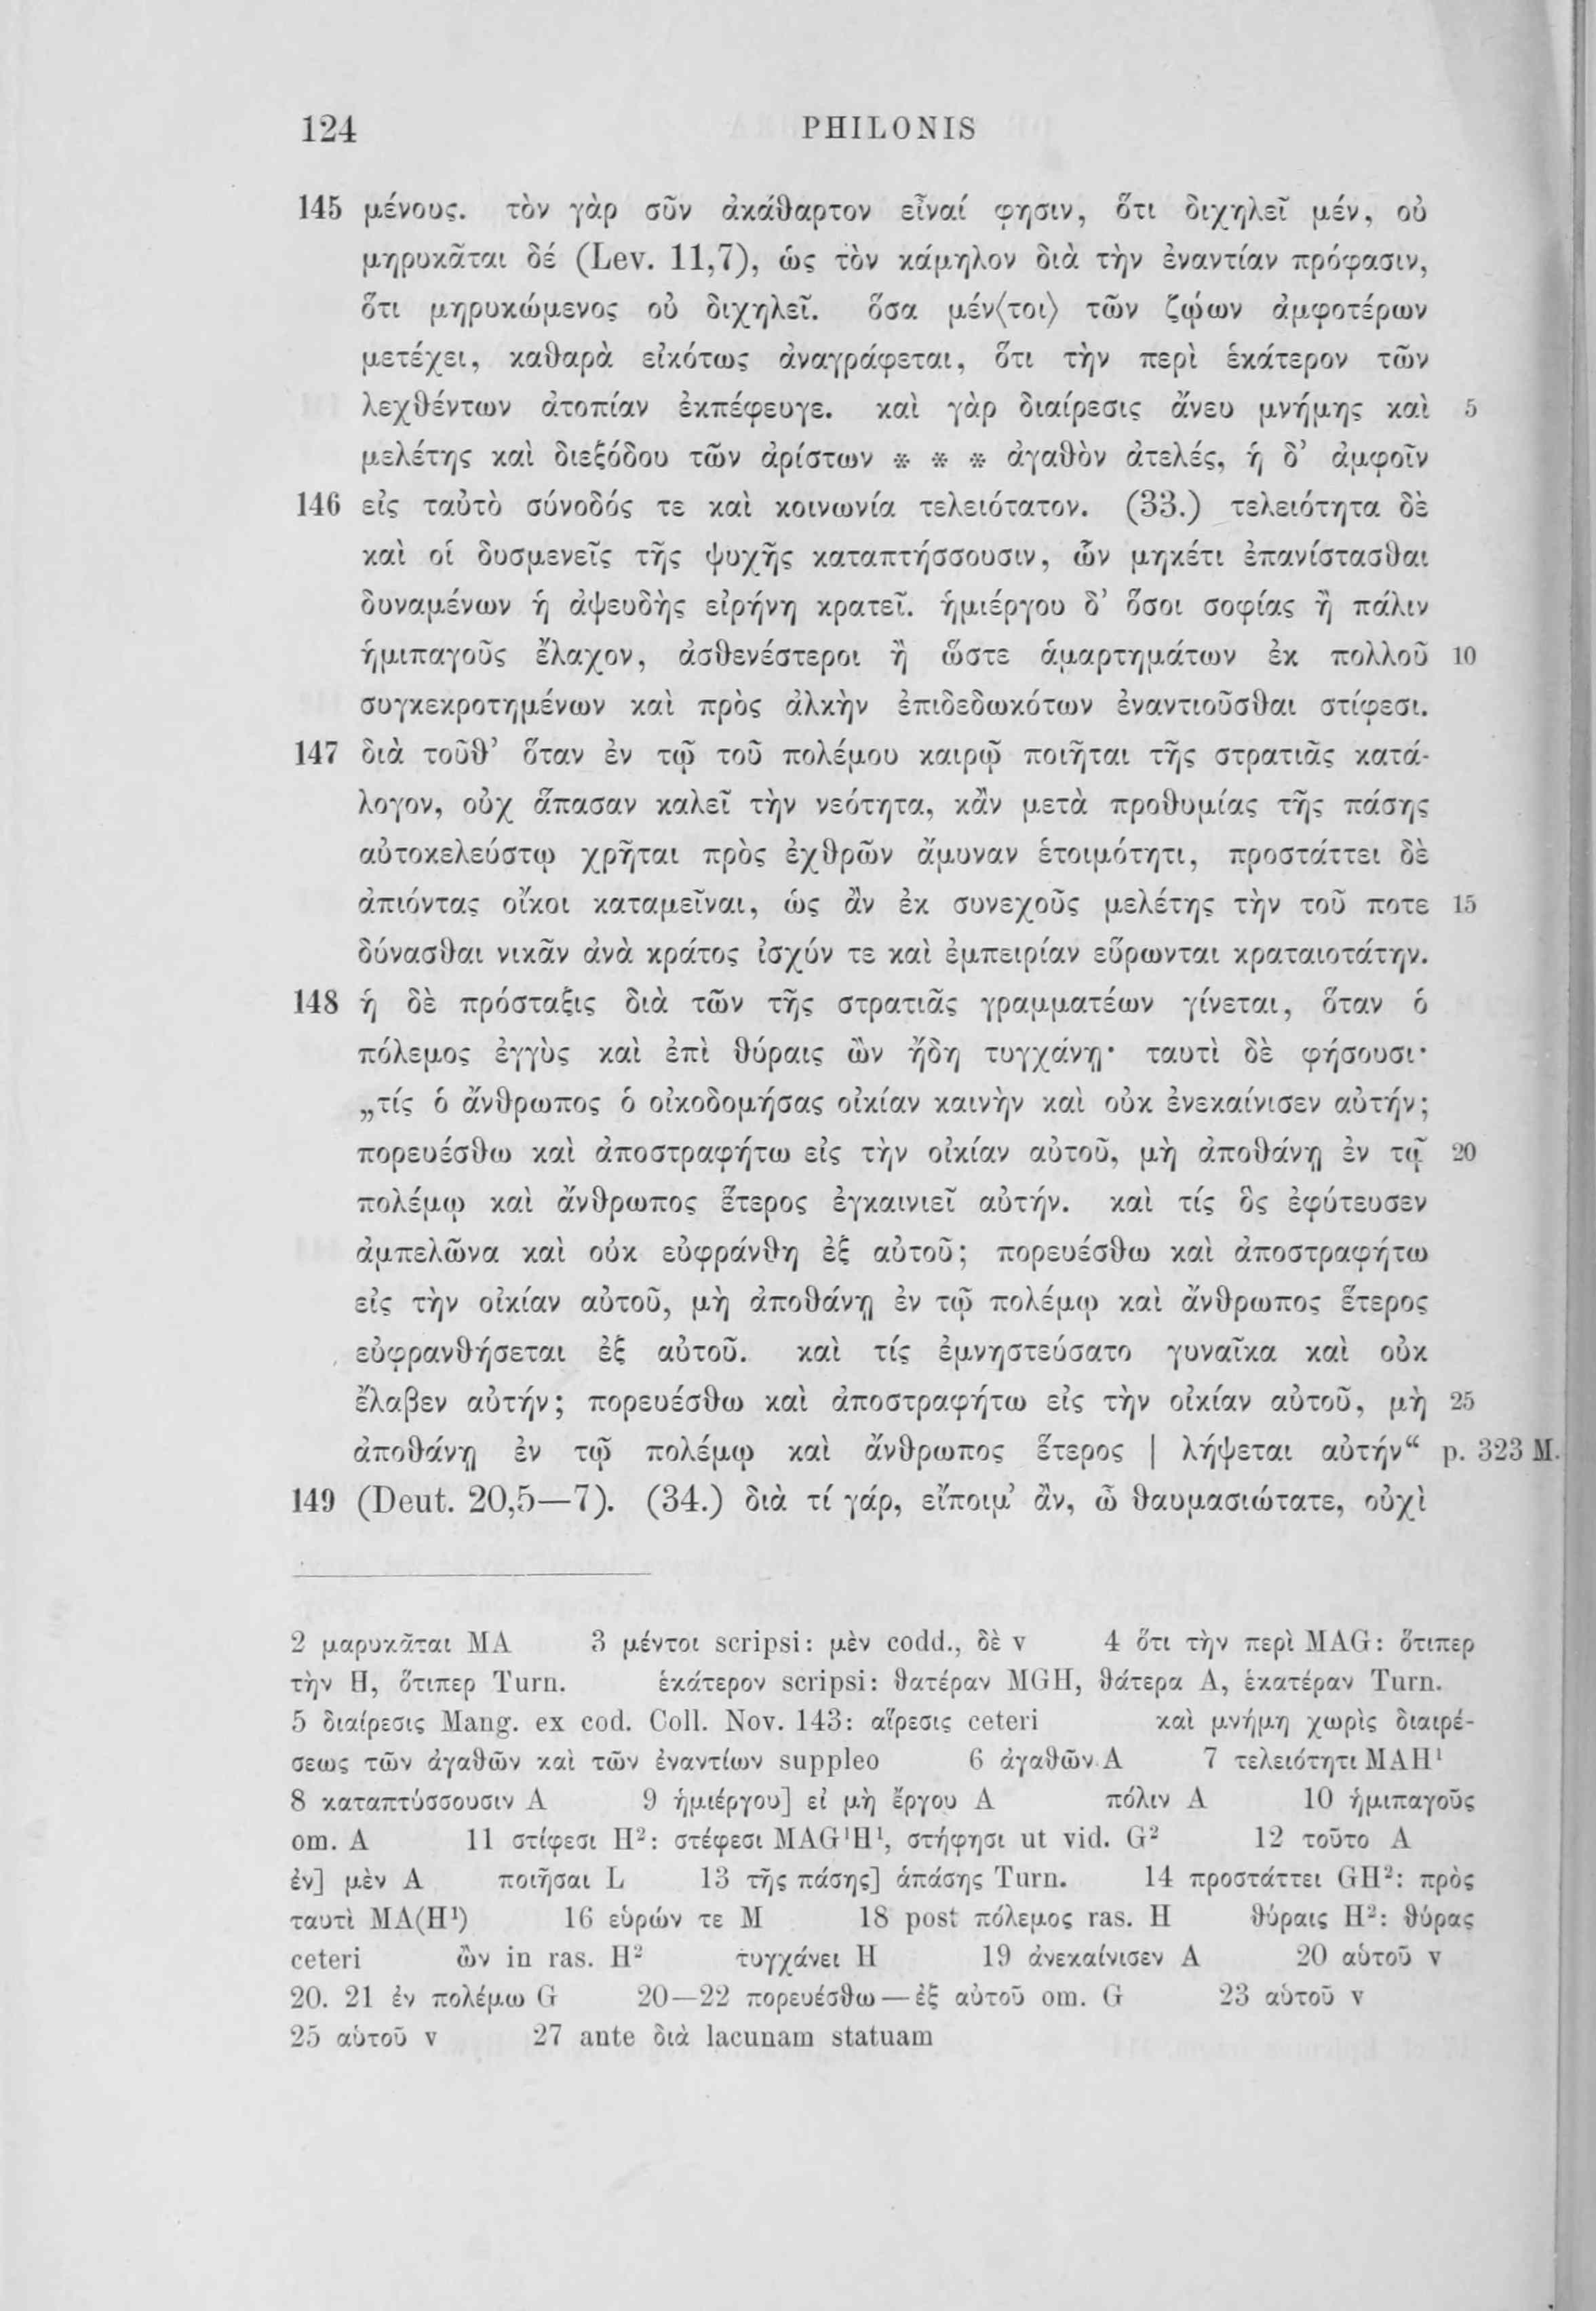 124 PHILONIS
145 μένους. τὸν γὰρ σῦν ἀκάθαρτον εἶναί φησιν, ὅτι διχηλεῖ μέν, οὐ
μηρυκᾶται δέ (Lev. 11,7), ὡς τὸν κάμηλον διὰ τὴν ἐναντίαν πρόφασιν,
ὅτι μηρυκώμενος οὐ διχηλεῖ. ὅσα μέν⟨τοι⟩ τῶν ζῴων ἀμφοτέρων
μετέχει, καθαρὰ εἰκότως ἀναγράφεται, ὅτι τὴν περὶ ἑκάτερον τῶν
λεχθέντων ἀτοπίαν ἐκπέφευγε. καὶ γὰρ διαίρεσις ἄνευ μνήμης καὶ 5
μελέτης καὶ διεξόδου τῶν ἀρίστων * * * ἀγαθὸν ἀτελές, ἡ δ’ ἀμφοῖν
146 εἰς ταὐτὸ σύνοδός τε καὶ κοινωνία τελειότατον. (33.) τελειότητα δὲ
καὶ οἱ δυσμενεῖς τῆς ψυχῆς καταπτήσσουσιν, ὧν μηκέτι ἐπανίστασθαι
δυναμένων ἡ ἀψευδὴς εἰρήνη κρατεῖ. ἡμιέργου δ’ ὅσοι σοφίας ἢ πάλιν
ἡμιπαγοῦς ἔλαχον, ἀσθενέστεροι ἢ ὥστε ἁμαρτημάτων ἐκ πολλοῦ 10
συγκεκροτημένων καὶ πρὸς ἀλκὴν ἐπιδεδωκότων ἐναντιοῦσθαι στίφεσι.
147 διὰ τοῦθ’ ὅταν ἐν τῷ τοῦ πολέμου καιρῷ ποιῆται τῆς στρατιᾶς κατά-
λογον, οὐχ ἅπασαν καλεῖ τὴν νεότητα, κἂν μετὰ προθυμίας τῆς πάσης
αὐτοκελεύστῳ χρῆται πρὸς ἐχθρῶν ἄμυναν ἑτοιμότητι, προστάττει δὲ
ἀπιόντας οἴκοι καταμεῖναι, ὡς ἂν ἐκ συνεχοῦς μελέτης τὴν τοῦ ποτε 15
δύνασθαι νικᾶν ἀνὰ κράτος ἰσχύν τε καὶ ἐμπειρίαν εὕρωνται κραταιοτάτην.
148 ἡ δὲ πρόσταξις διὰ τῶν τῆς στρατιᾶς γραμματέων γίνεται, ὅταν ὁ
πόλεμος ἐγγὺς καὶ ἐπὶ θύραις ὢν ἤδη τυγχάνῃ· ταυτὶ δὲ φήσουσι·
„τίς ὁ ἄνθρωπος ὁ οἰκοδομήσας οἰκίαν καινὴν καὶ οὐκ ἐνεκαίνισεν αὐτήν;
πορευέσθω καὶ ἀποστραφήτω εἰς τὴν οἰκίαν αὐτοῦ, μὴ ἀποθάνῃ ἐν τῷ 20
πολέμῳ καὶ ἄνθρωπος ἕτερος ἐγκαινιεῖ αὐτήν. καὶ τίς ὃς ἐφύτευσεν
ἀμπελῶνα καὶ οὐκ εὐφράνθη ἐξ αὐτοῦ; πορευέσθω καὶ ἀποστραφήτω
εἰς τὴν οἰκίαν αὐτοῦ, μὴ ἀποθάνῃ ἐν τῷ πολέμῳ καὶ ἄνθρωπος ἕτερος
εὐφρανθήσεται ἐξ αὐτοῦ. καὶ τίς ἐμνηστεύσατο γυναῖκα καὶ οὐκ
ἔλαβεν αὐτήν; πορευέσθω καὶ ἀποστραφήτω εἰς τὴν οἰκίαν αὐτοῦ, μὴ 25
ἀποθάνῃ ἐν τῷ πολέμῳ καὶ ἄνθρωπος ἕτερος | λήψεται αὐτήν“ p. 323 M.
149 (Deut. 20,5—7). (34.) διὰ τί γάρ, εἴποιμ’ ἄν, ὦ θαυμασιώτατε, οὐχὶ
2 μαρυκᾶται MA 3 μέντοι scripsi: μὲν codd., δὲ v 4 ὅτι τὴν περὶ MAG: ὅτιπερ
τὴν H, ὅτιπερ Turn. ἑκάτερον scripsi: θατέραν MGH, θάτερα A, ἑκατέραν Turn.
5 διαίρεσις Mang. ex cod. Coll. Nov. 143: αἵρεσις ceteri καὶ μνήμη χωρὶς διαιρέ-
σεως τῶν ἀγαθῶν καὶ τῶν ἐναντίων suppleo 6 ἀγαθῶν A 7 τελειότητι MAH¹
8 καταπτύσσουσιν A 9 ἡμιέργου] εἰ μὴ ἔργου A πόλιν A 10 ἡμιπαγοῦς
om. A 11 στίφεσι H²: στέφεσι MAG¹H¹, στήφησι ut vid. G² 12 τοῦτο A
ἐν] μὲν A ποιῆσαι L 13 τῆς πάσης] ἁπάσης Turn. 14 προστάττει GH²: πρὸς
ταυτὶ MA(H¹) 16 εὑρών τε M 18 post πόλεμος ras. H θύραις H²: θύρας
ceteri ὢν in ras. H² τυγχάνει H 19 ἀνεκαίνισεν A 20 αὑτοῦ v
20. 21 ἐν πολέμω G 20—22 πορευέσθω — ἐξ αὐτοῦ om. G 23 αὑτοῦ v
25 αὑτοῦ v 27 ante διὰ lacunam statuam